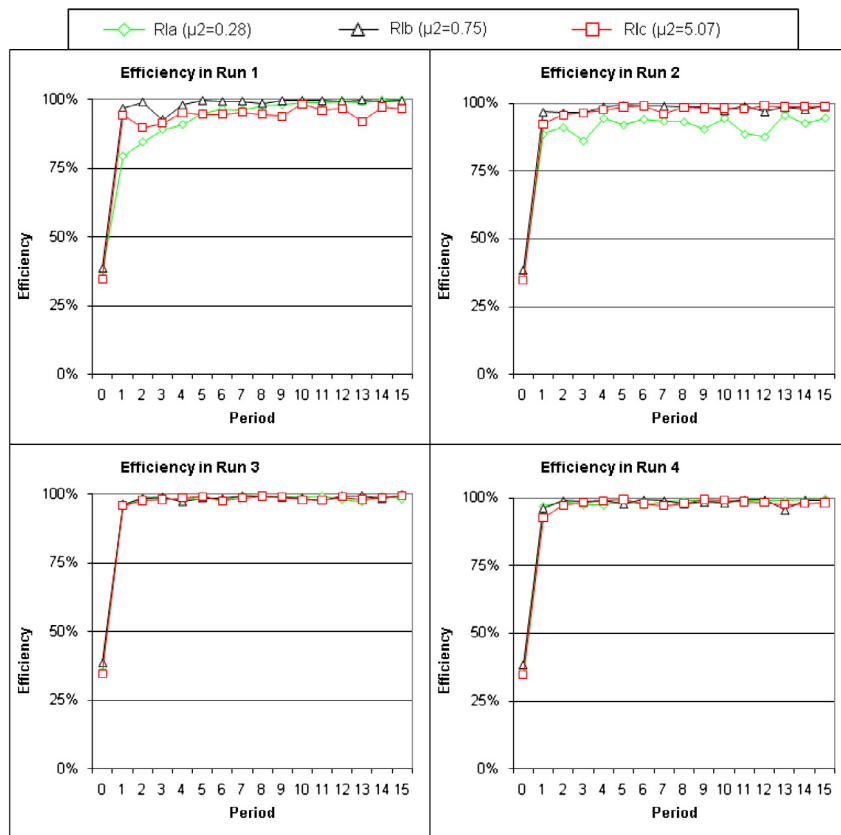 RIa (μ2=0.28) RIb (μ2=0.75) RIc (μ2=5.07)
Efficiency in Run 1
100%
75%
50%
25%
0%
Efficiency
0 1 2 3 4 5 6 7 8 9 10 11 12 13 14 15
Period
Efficiency in Run 2
100%
75%
50%
25%
0%
Efficiency
0 1 2 3 4 5 6 7 8 9 10 11 12 13 14 15
Period
Efficiency in Run 3
100%
75%
50%
25%
0%
Efficiency
0 1 2 3 4 5 6 7 8 9 10 11 12 13 14 15
Period
Efficiency in Run 4
100%
75%
50%
25%
0%
Efficiency
0 1 2 3 4 5 6 7 8 9 10 11 12 13 14 15
Period